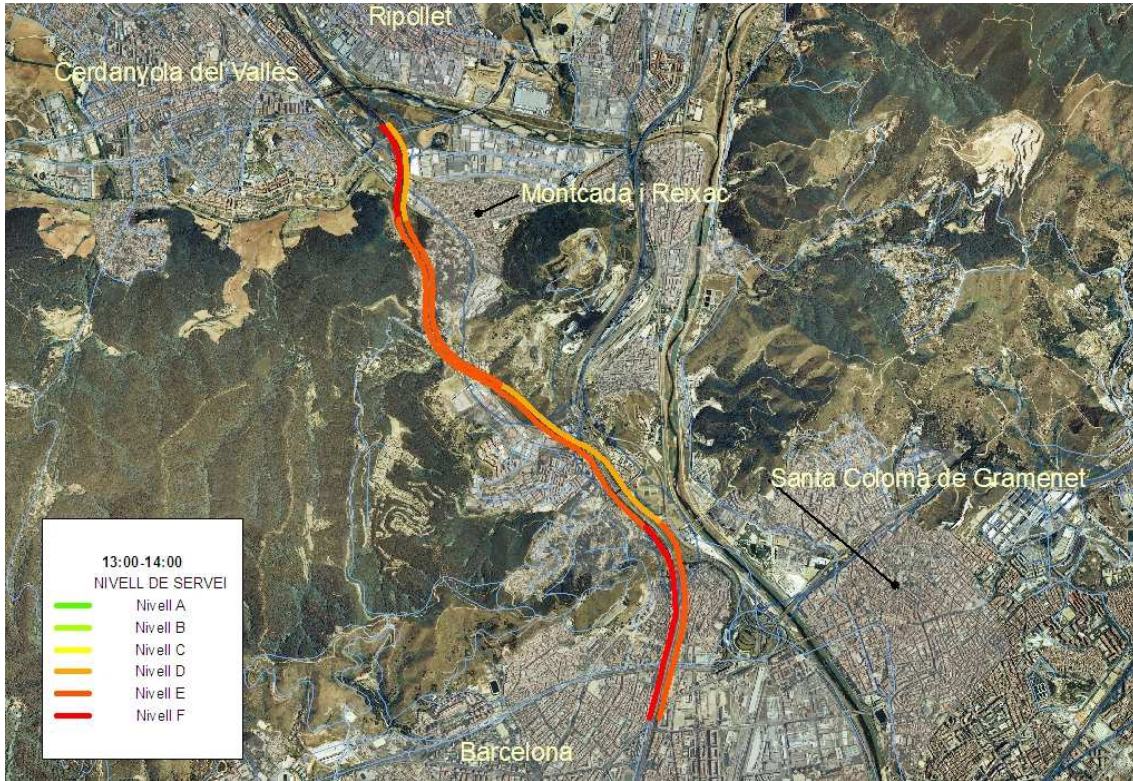 Ripollet
Cerdanyola del Vallès
Montcada i Reixac
Santa Coloma de Gramenet
13:00-14:00
NIVELL DE SERVEI
Nivell A
Nivell B
Nivell C
Nivell D
Nivell E
Nivell F
Barcelona